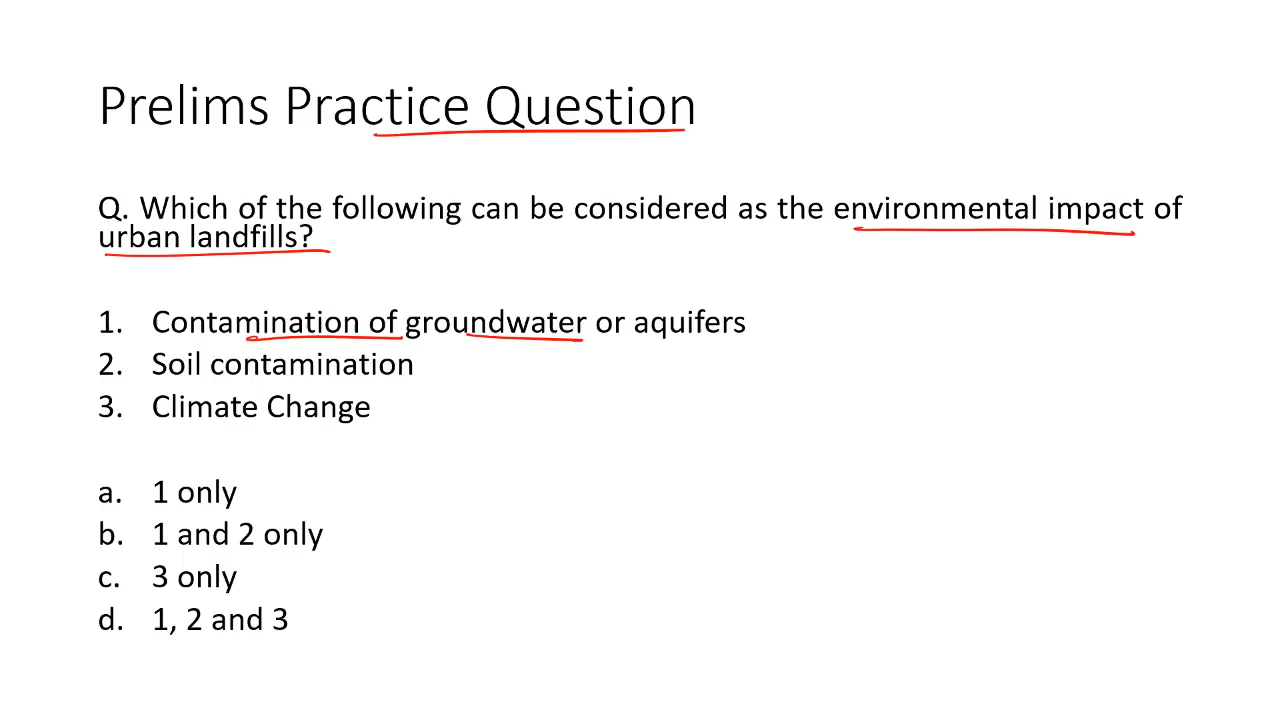 Prelims Practice Question
Q. Which of the following can be considered as the environmental impact of
urban landfills?
1. Contamination of groundwater or aquifers
2. Soil contamination
3. Climate Change
a. 1 only
b. 1 and 2 only
c. 3 only
d. 1, 2 and 3